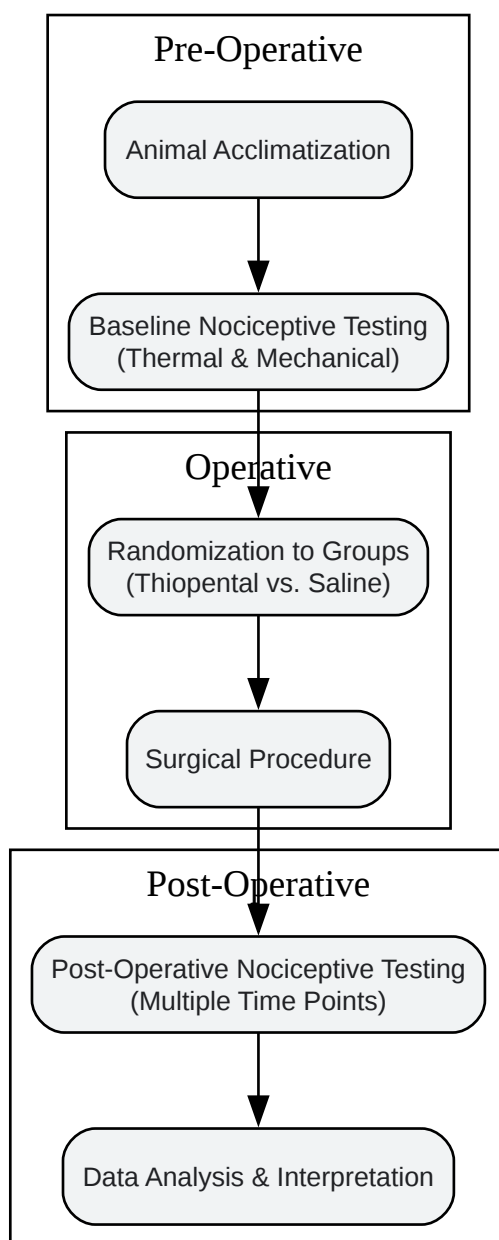 Pre-Operative
Animal Acclimatization
Baseline Nociceptive Testing
(Thermal & Mechanical)
Operative
Randomization to Groups
(Thiopental vs. Saline)
Surgical Procedure
Post-Operative
Post-Operative Nociceptive Testing
(Multiple Time Points)
Data Analysis & Interpretation